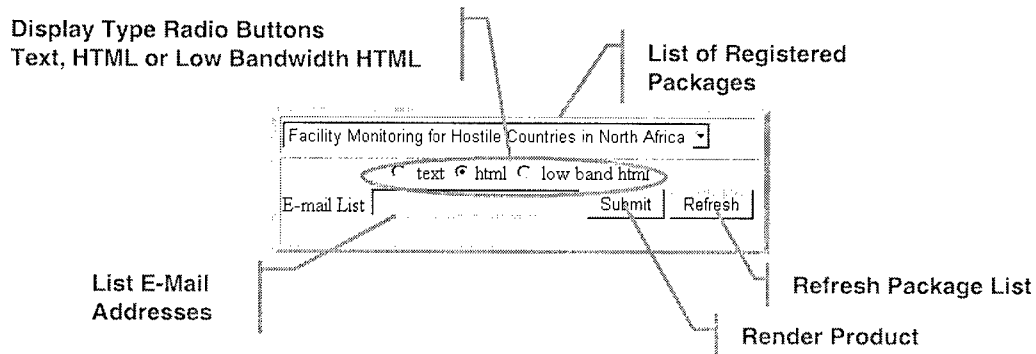 Display Type Radio Buttons
Text, HTML or Low Bandwidth HTML
List of Registered
Packages
Facility Monitoring for Hostile Countries in North Africa
text html low band html
E-mail List Submit Refresh
List E-Mail
Addresses
Refresh Package List
Render Product